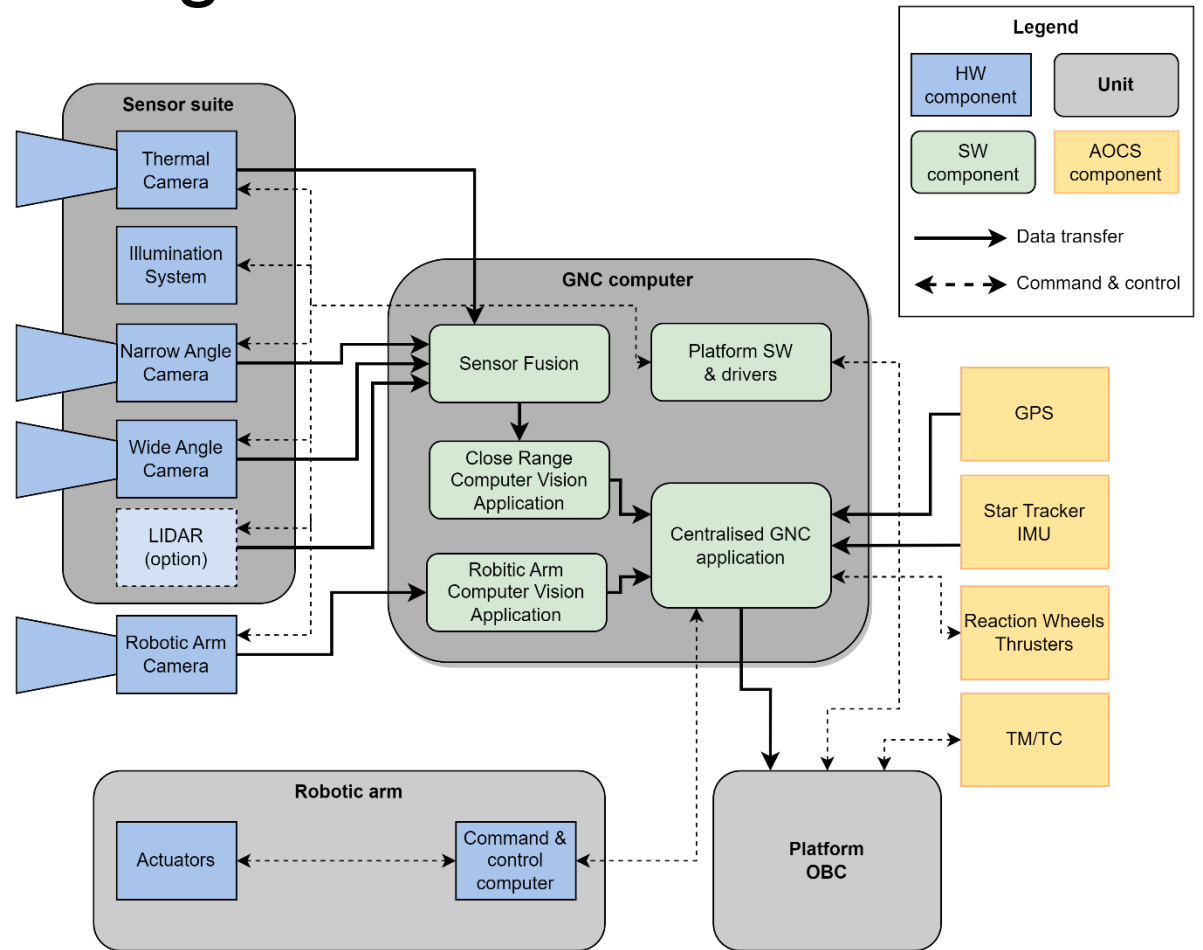 Legend
HW
component
Unit
SW
component
AOCS
component
Data transfer
Command & control
Sensor suite
Thermal
Camera
Illumination
System
Narrow Angle
Camera
Wide Angle
Camera
LIDAR
(option)
Robotic Arm
Camera
GNC computer
Sensor Fusion
Platform SW
& drivers
Close Range
Computer Vision
Application
Centralised GNC
application
Robitic Arm
Computer Vision
Application
GPS
Star Tracker
IMU
Reaction Wheels
Thrusters
TM/TC
Robotic arm
Actuators
Command &
control
computer
Platform
OBC